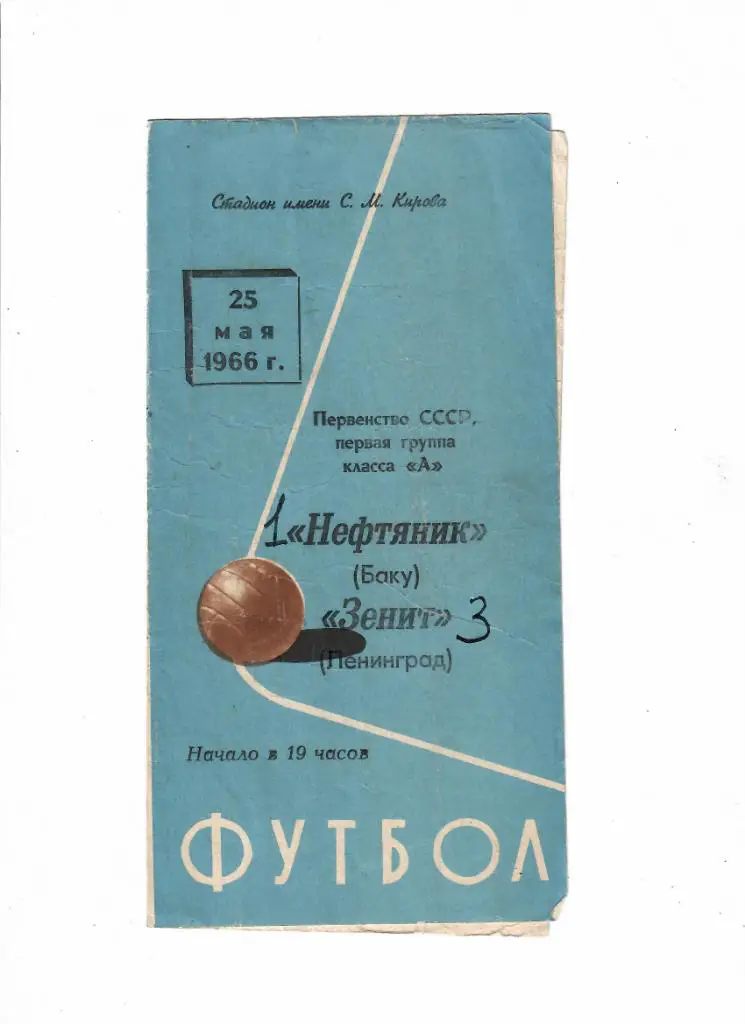 Стадион имени С. М. Кирова
25
мая
1966 г.
Первенство СССР,
первая группа
класса «А»
1 «Нефтяник»
(Баку)
«Зенит» 3
(Ленинград)
Начало в 19 часов
ФУТБОЛ